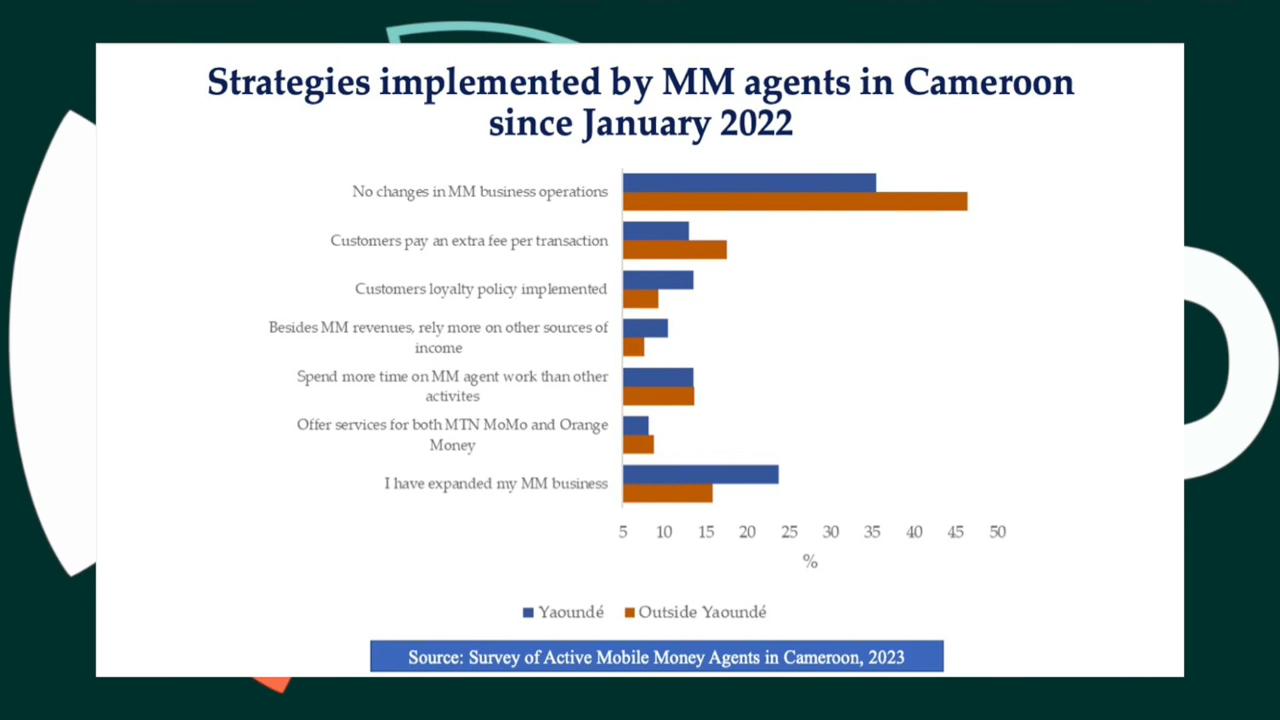 Strategies implemented by MM agents in Cameroon
since January 2022
No changes in MM business operations
Customers pay an extra fee per transaction
Customers loyalty policy implemented
Besides MM revenues, rely more on other sources of
income
Spend more time on MM agent work than other
activites
Offer services for both MTN MoMo and Orange
Money
I have expanded my MM business
5 10 15 20 25 30 35 40 45 50
%
Yaoundé Outside Yaoundé
Source: Survey of Active Mobile Money Agents in Cameroon, 2023